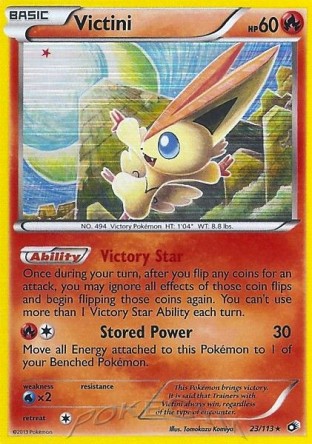 BASIC
Victini HP60
NO. 494 Victory Pokémon HT: 1'04" WT: 8.8 lbs.
Ability Victory Star
Once during your turn, after you flip any coins for an
attack, you may ignore all effects of those coin flips
and begin flipping those coins again. You can't use
more than 1 Victory Star Ability each turn.
Stored Power 30
Move all Energy attached to this Pokémon to 1 of
your Benched Pokémon.
weakness resistance
×2
retreat
This Pokémon brings victory.
It is said that Trainers with
Victini always win, regardless
of the type of encounter.
©2013 Pokémon
Illus. Tomokazu Komiya 23/113
POKÉMON